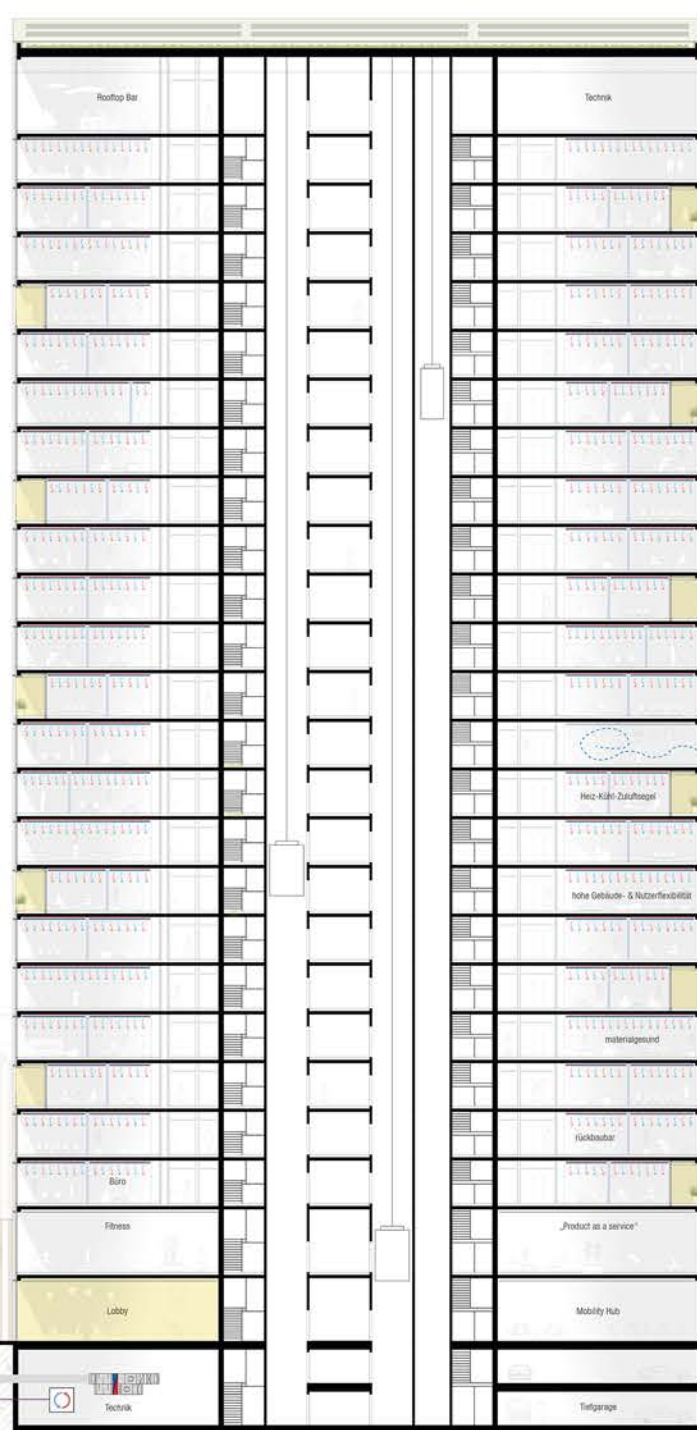 Rooftop Bar
Technik
Heiz-Kühl-Zuluftsegel
hohe Gebäude- & Nutzerflexibilität
materialgesund
rückbaubar
Büro
Fitness
„Product as a service“
Lobby
Mobility Hub
Technik
Tiefgarage